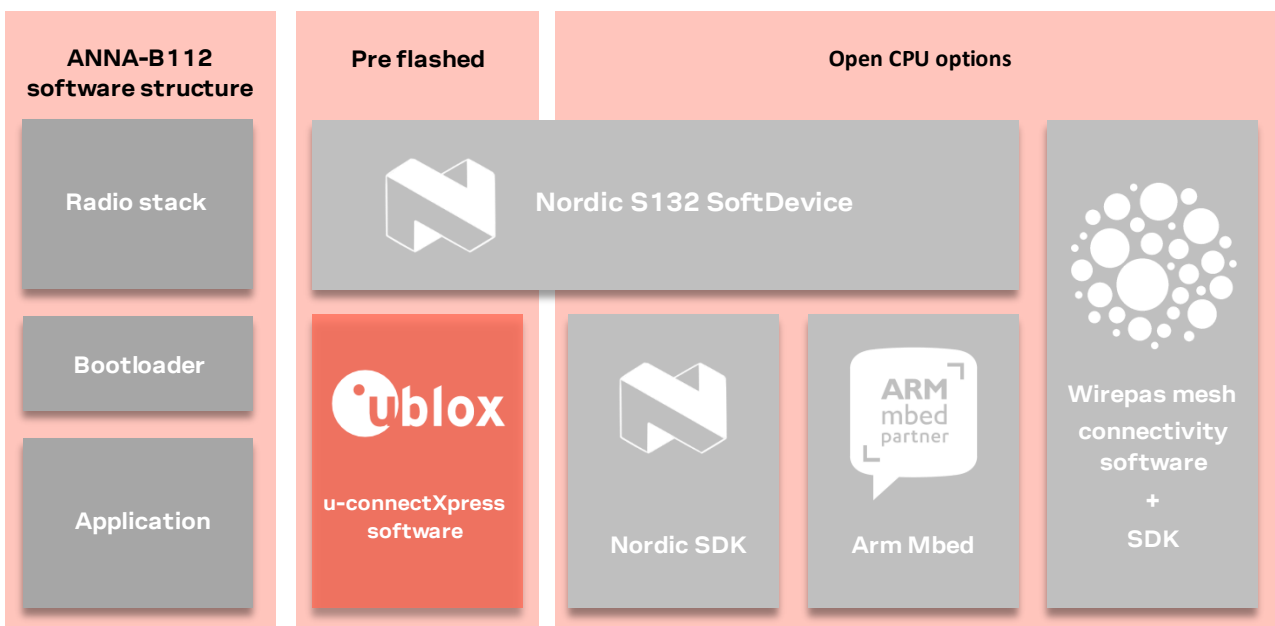 ANNA-B112
software structure
Radio stack
Bootloader
Application
Pre flashed
Open CPU options
Nordic S132 SoftDevice
ublox
u-connectXpress
software
Nordic SDK
ARM
mbed
partner
Arm Mbed
Wirepas mesh
connectivity
software
+
SDK